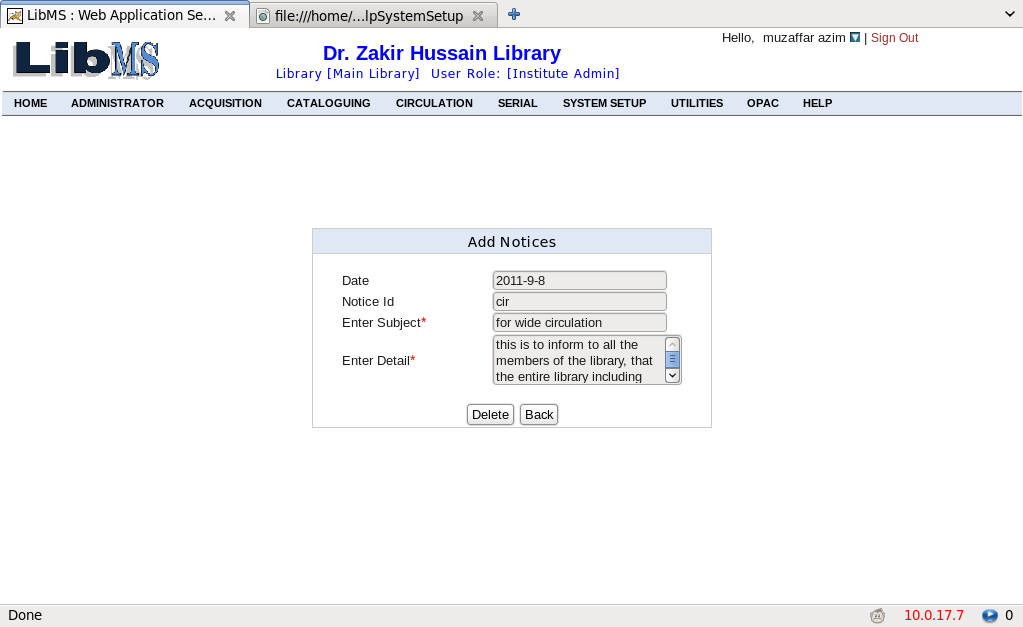 LibMS : Web Application Se...
file:///home/...lpSystemSetup
LibMS
Hello, muzaffar azim | Sign Out
Dr. Zakir Hussain Library
Library [Main Library] User Role: [Institute Admin]
HOME ADMINISTRATOR ACQUISITION CATALOGUING CIRCULATION SERIAL SYSTEM SETUP UTILITIES OPAC HELP
Add Notices
Date 2011-9-8
Notice Id cir
Enter Subject* for wide circulation
Enter Detail* this is to inform to all the
members of the library, that
the entire library including
Delete Back
Done 10.0.17.7 0